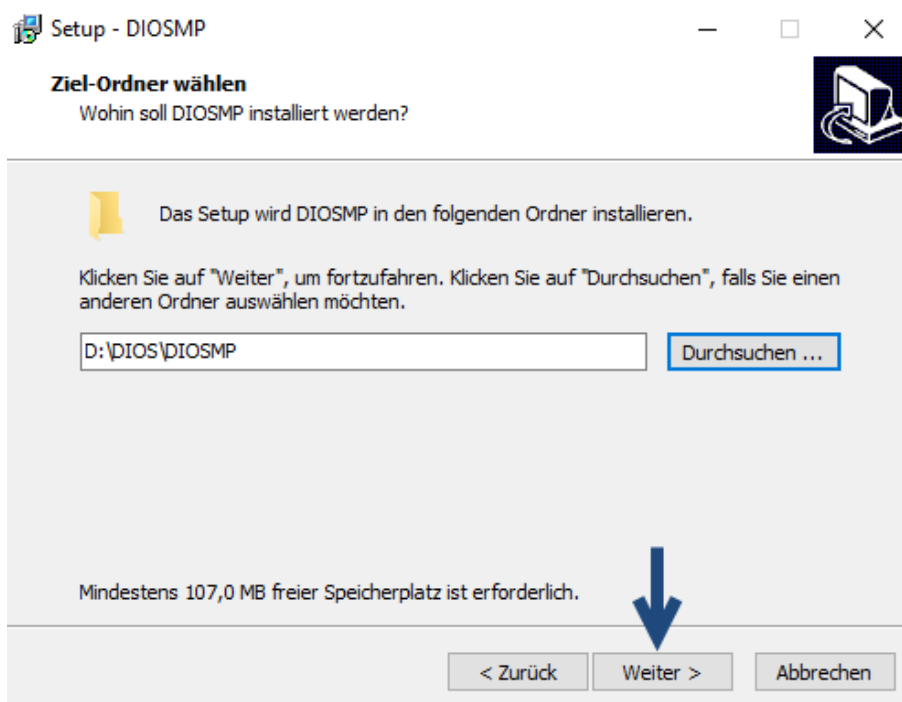 Setup - DIOSMP
Ziel-Ordner wählen
Wohin soll DIOSMP installiert werden?
Das Setup wird DIOSMP in den folgenden Ordner installieren.
Klicken Sie auf "Weiter", um fortzufahren. Klicken Sie auf "Durchsuchen", falls Sie einen
anderen Ordner auswählen möchten.
D:\DIOS\DIOSMP
Durchsuchen ...
Mindestens 107,0 MB freier Speicherplatz ist erforderlich.
< Zurück
Weiter >
Abbrechen